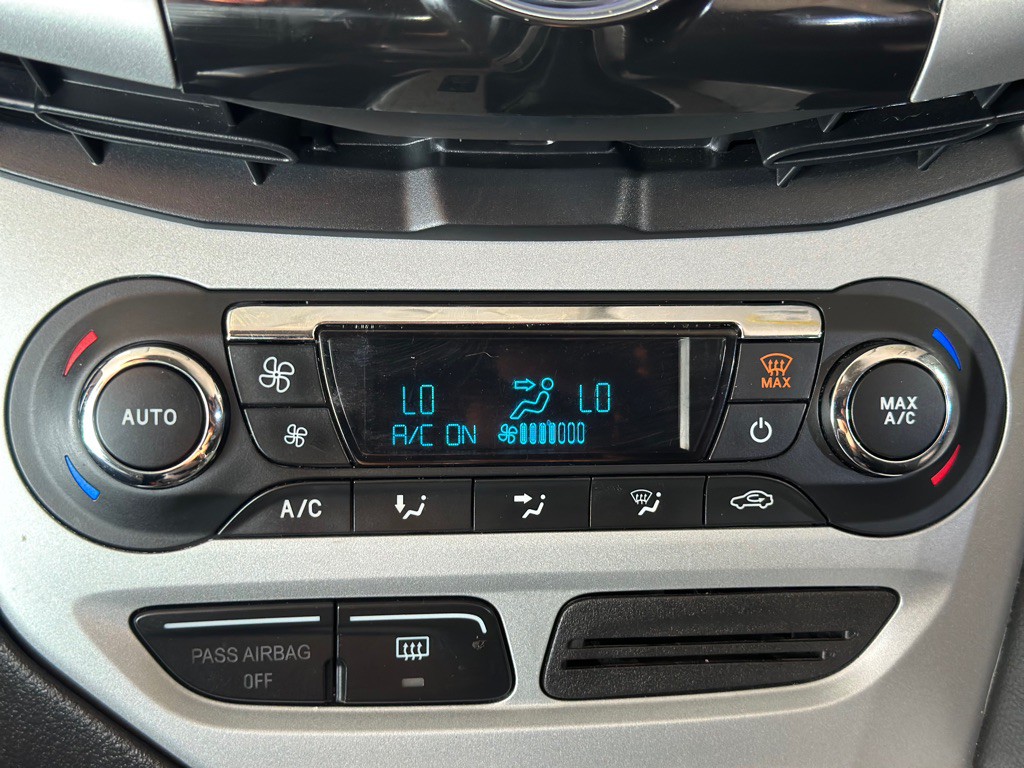 AUTO
LO LO
A/C ON
MAX
MAX
A/C
A/C
PASS AIRBAG
OFF